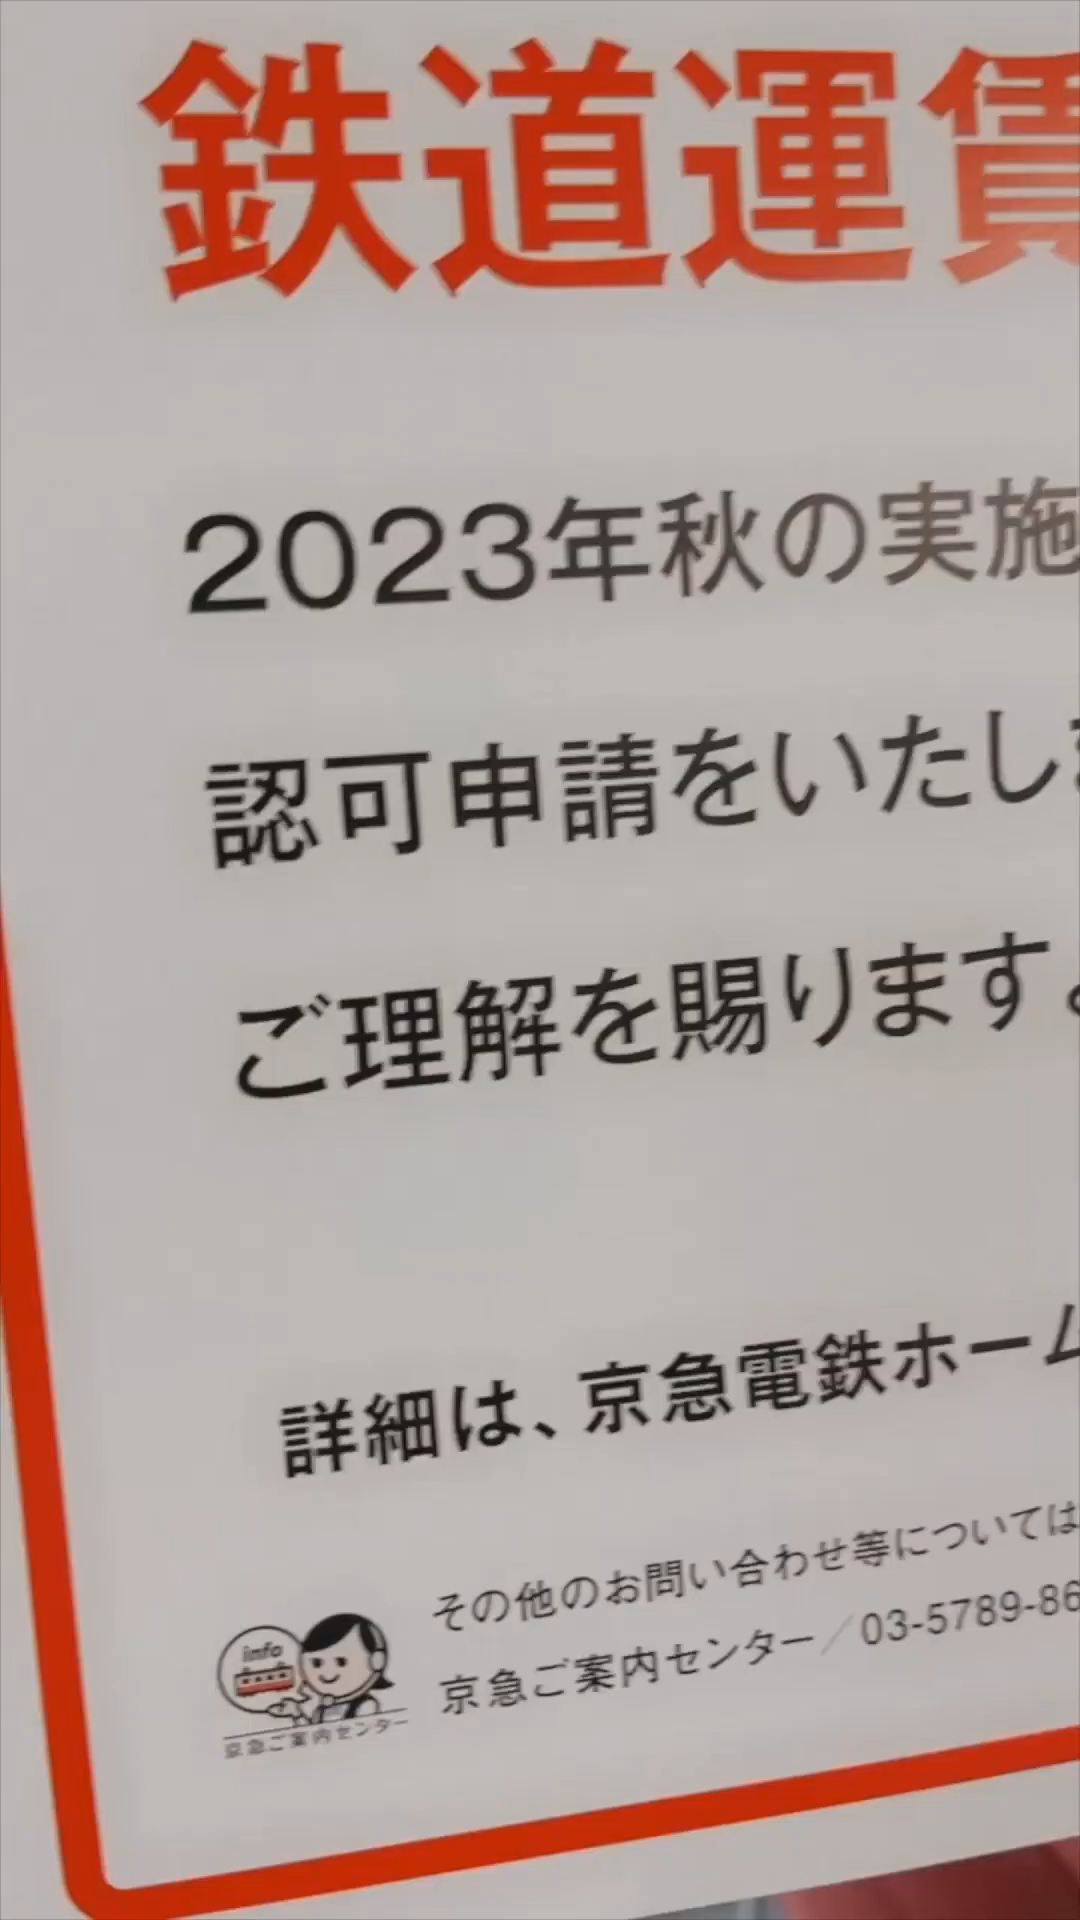 鉄道運賃
2023年秋の実施
認可申請をいたしま
ご理解を賜ります
詳細は、京急電鉄ホーム
その他のお問い合わせ等については
京急ご案内センター／03-5789-86
info
京急ご案内センター